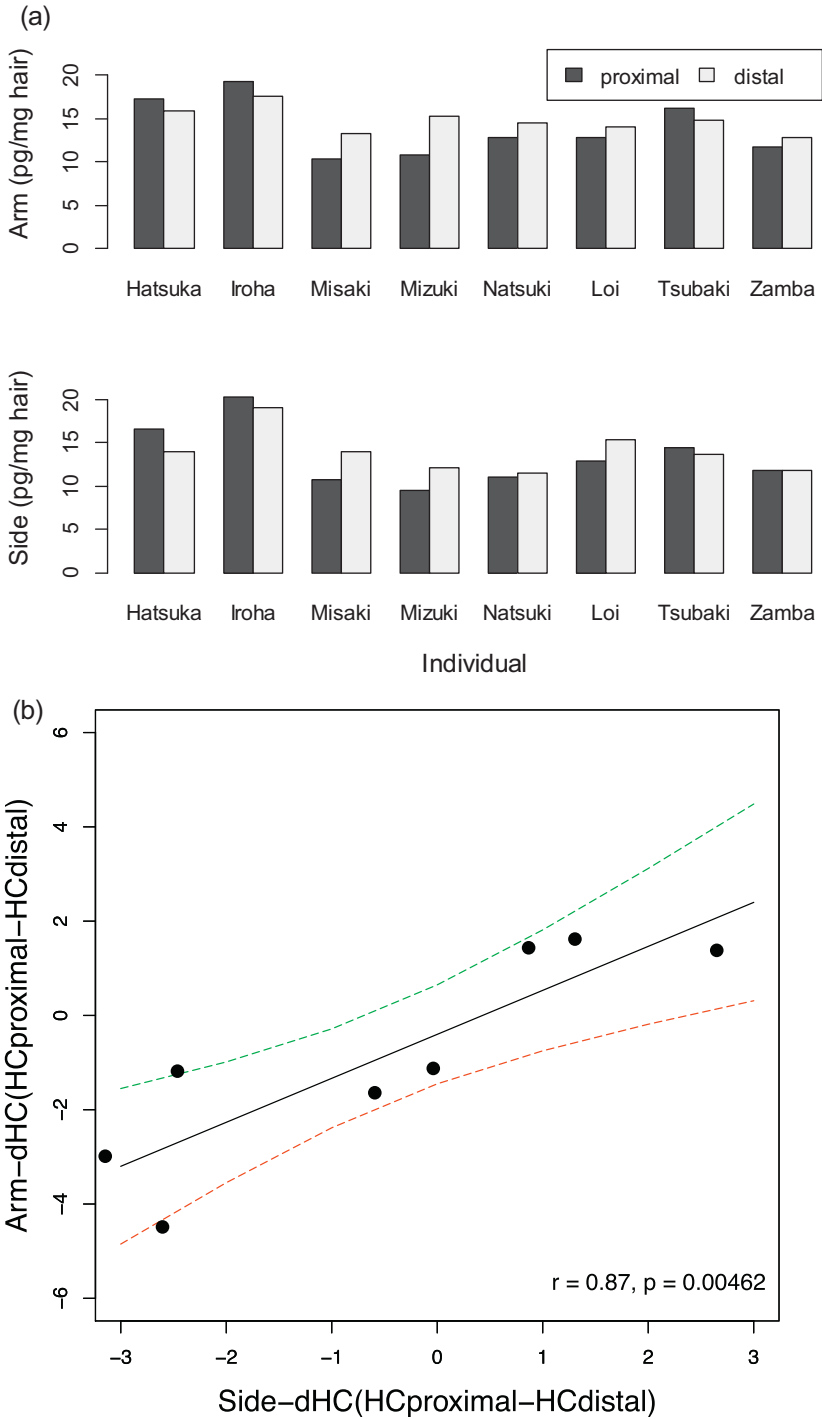 (a)
proximal distal
Arm (pg/mg hair)
20
15
10
5
0
Hatsuka Iroha Misaki Mizuki Natsuki Loi Tsubaki Zamba
Side (pg/mg hair)
20
15
10
5
0
Hatsuka Iroha Misaki Mizuki Natsuki Loi Tsubaki Zamba
Individual
(b)
Arm−dHC(HCproximal−HCdistal)
6
4
2
0
−2
−4
−6
r = 0.87, p = 0.00462
−3 −2 −1 0 1 2 3
Side−dHC(HCproximal−HCdistal)